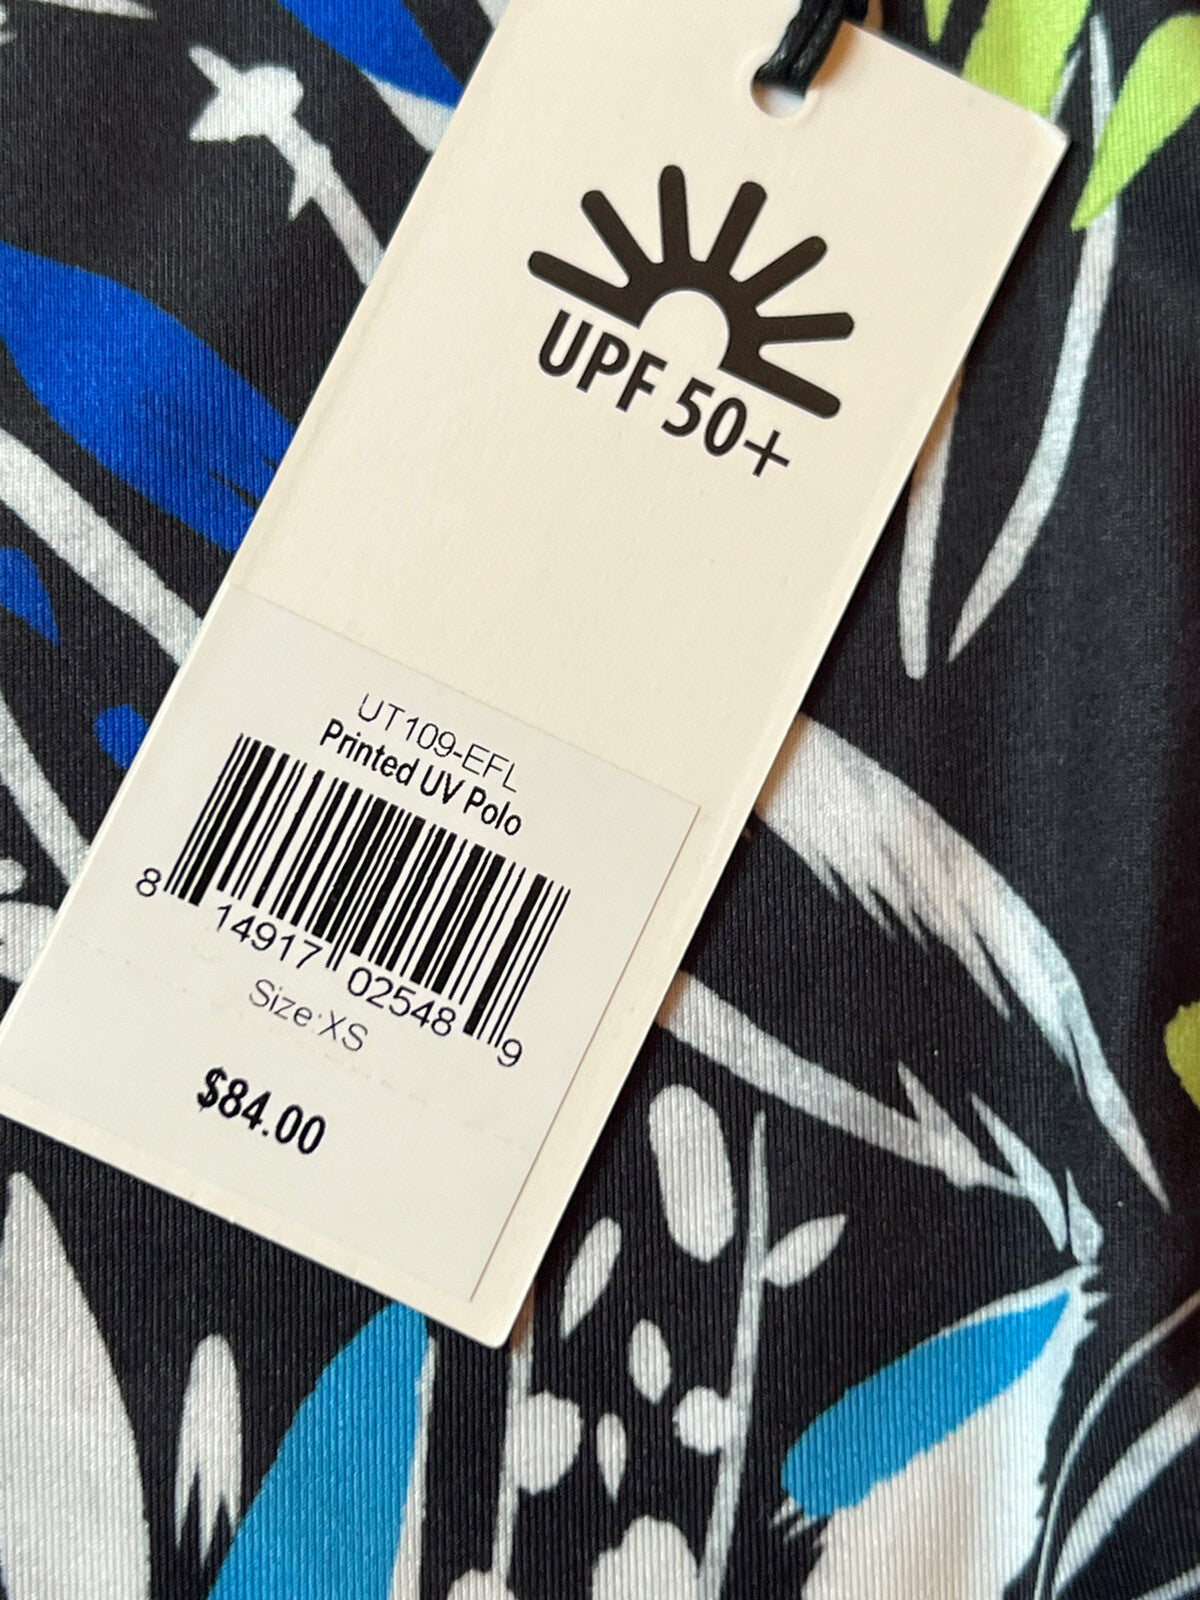 UPF 50+
UT109-EFL
Printed UV Polo
8 14917 02548 9
Size:XS
$84.00